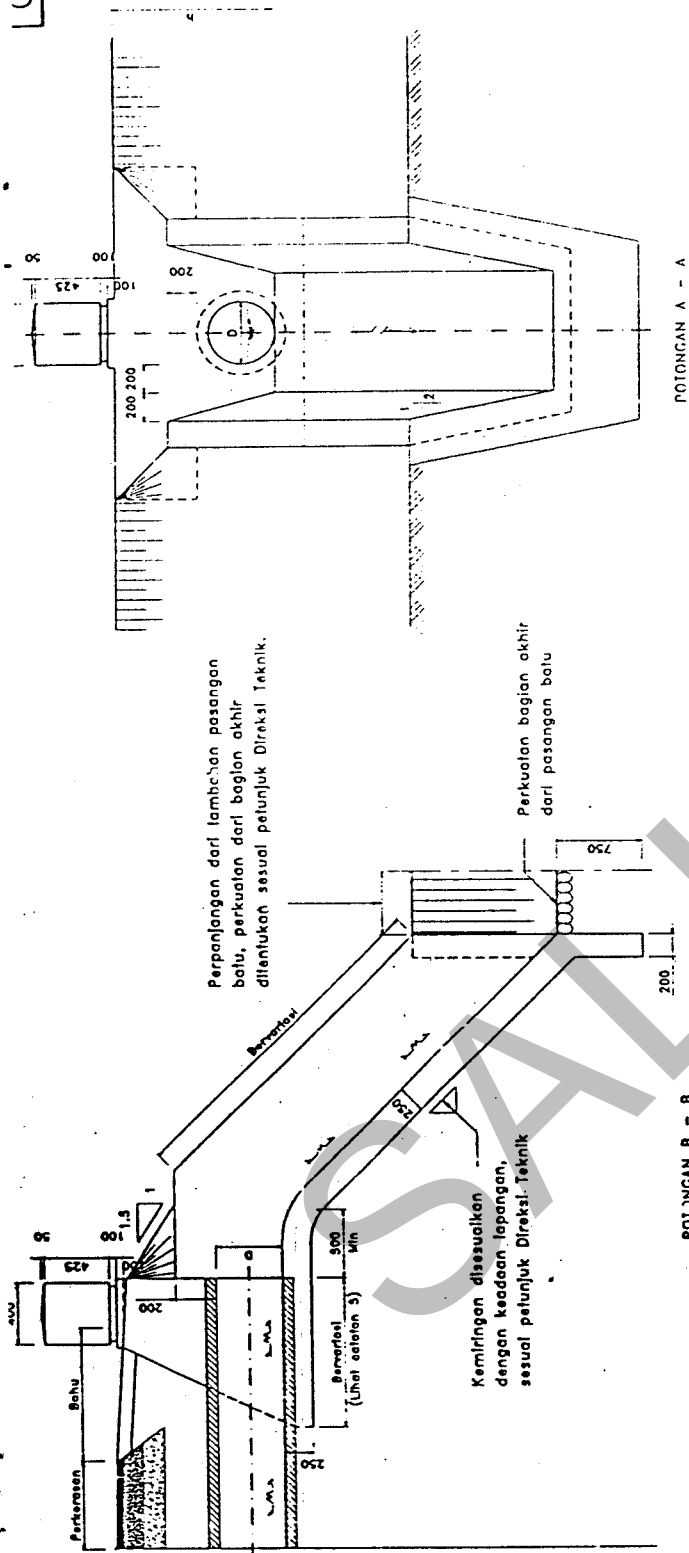 50
425
100
100
200
200 200
D
1
2
POTONGAN A - A
Perpanjangan dari tambahan pasangan
batu, perkuatan dari bagian akhir
ditentukan sesuai petunjuk Direksi Teknik.
Perkuatan bagian akhir
dari pasangan batu
750
200
Bervariasi
250
Kemiringan disesuaikan
dengan keadaan lapangan,
sesuai petunjuk Direksi Teknik
POTONGAN B - B
400
425
1.5
1
200
D
500
Min
Bervariasi
(Lihat catatan 5)
250
Bahu
Perkerasan
SAL